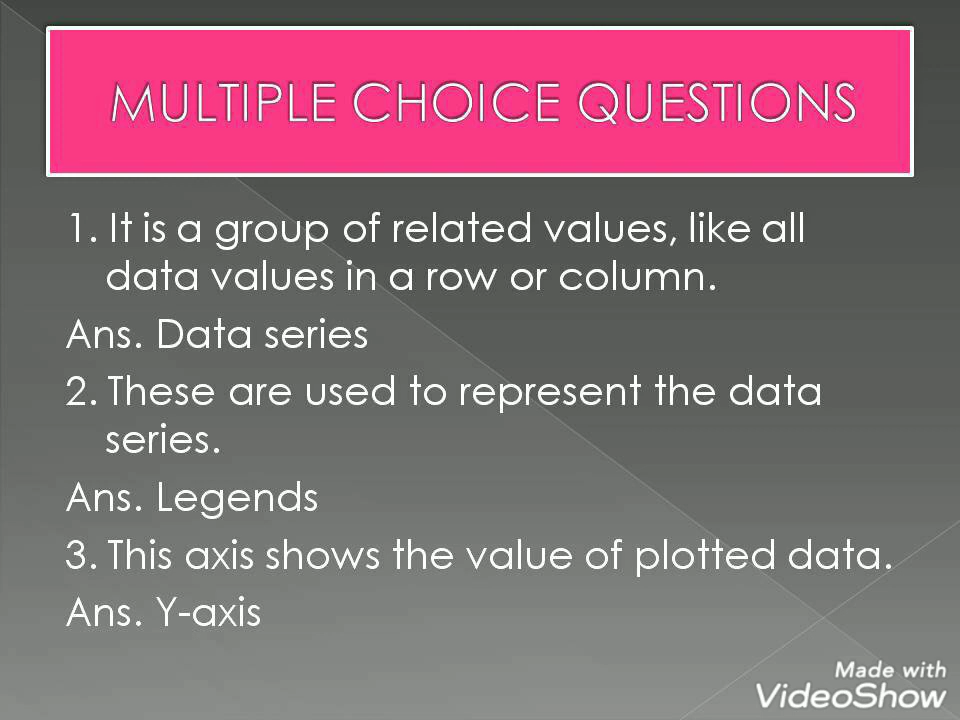 MULTIPLE CHOICE QUESTIONS
1. It is a group of related values, like all
data values in a row or column.
Ans. Data series
2. These are used to represent the data
series.
Ans. Legends
3. This axis shows the value of plotted data.
Ans. Y-axis
Made with
VideoShow